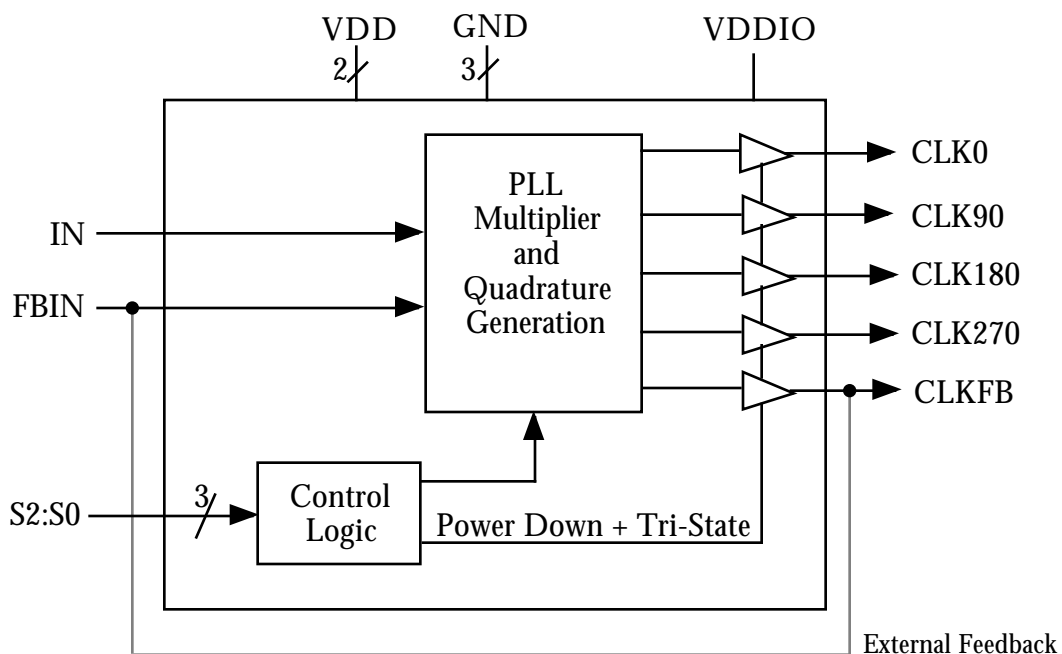 VDD
GND
VDDIO
2
3
PLL
Multiplier
and
Quadrature
Generation
CLK0
CLK90
CLK180
CLK270
CLKFB
IN
FBIN
S2:S0
3
Control
Logic
Power Down + Tri-State
External Feedback